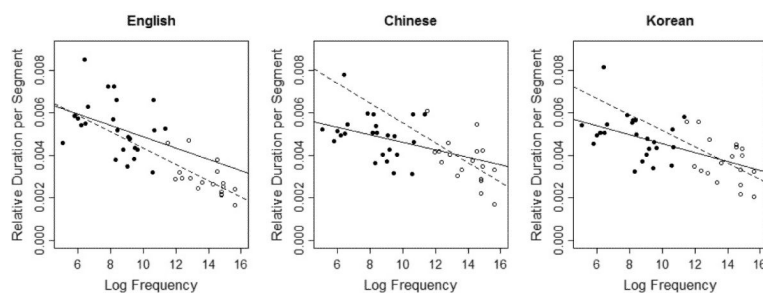 English
Chinese
Korean
Relative Duration per Segment
0.000 0.002 0.004 0.006 0.008
6 8 10 12 14 16
Log Frequency
Relative Duration per Segment
0.000 0.002 0.004 0.006 0.008
6 8 10 12 14 16
Log Frequency
Relative Duration per Segment
0.000 0.002 0.004 0.006 0.008
6 8 10 12 14 16
Log Frequency